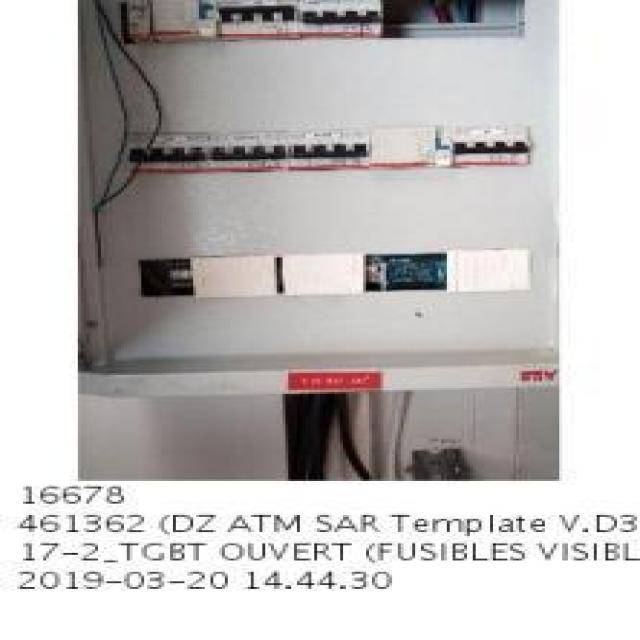 16678
461362 (DZ ATM SAR Template V.D3
17-2_TGBT OUVERT (FUSIBLES VISIBL
2019-03-20 14.44.30